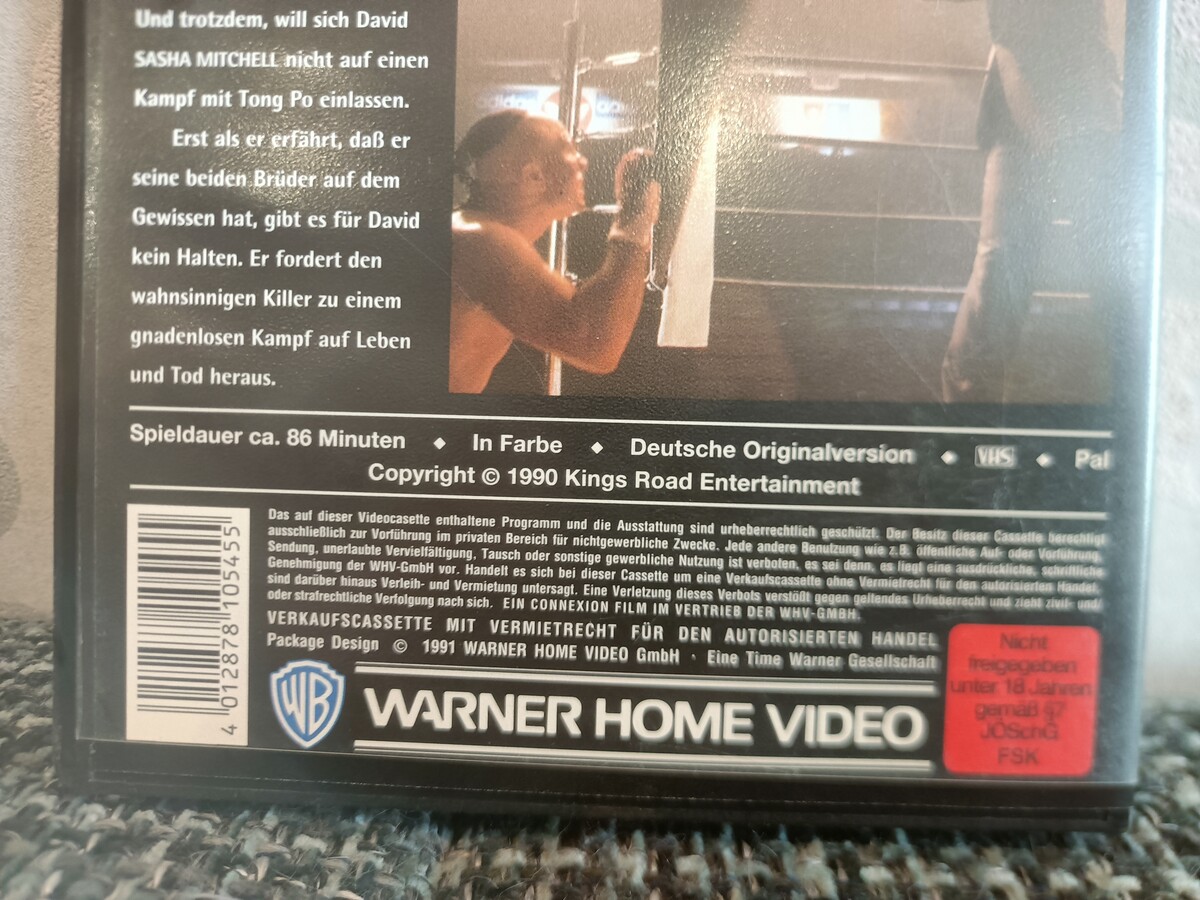 Und trotzdem, will sich David
SASHA MITCHELL nicht auf einen
Kampf mit Tong Po einlassen.
Erst als er erfährt, daß er
seine beiden Brüder auf dem
Gewissen hat, gibt es für David
kein Halten. Er fordert den
wahnsinnigen Killer zu einem
gnadenlosen Kampf auf Leben
und Tod heraus.
adidas
Spieldauer ca. 86 Minuten ◆ In Farbe ◆ Deutsche Originalversion ◆ VHS ◆ Pal
Copyright © 1990 Kings Road Entertainment
Das auf dieser Videocasette enthaltene Programm und die Ausstattung sind urheberrechtlich geschützt. Der Besitz dieser Cassette berechtigt
ausschließlich zur Vorführung im privaten Bereich für nichtgewerbliche Zwecke. Jede andere Benutzung wie z.B. öffentliche Auf- oder Vorführung,
Sendung, unerlaubte Vervielfältigung, Tausch oder sonstige gewerbliche Nutzung ist verboten, es sei denn, es liegt eine ausdrückliche, schriftliche
Genehmigung der WHV-GmbH vor. Handelt es sich bei dieser Cassette um eine Verkaufscassette ohne Vermietrecht für den autorisierten Handel,
sind darüber hinaus Verleih- und Vermietung untersagt. Eine Verletzung dieses Verbots verstößt gegen geltendes Urheberrecht und zieht zivil- und/
oder strafrechtliche Verfolgung nach sich. EIN CONNEXION FILM IM VERTRIEB DER WHV-GMBH.
VERKAUFSCASSETTE MIT VERMIETRECHT FÜR DEN AUTORISIERTEN HANDEL
Package Design © 1991 WARNER HOME VIDEO GmbH · Eine Time Warner Gesellschaft
4 012878 105455
WB
WARNER HOME VIDEO
Nicht
freigegeben
unter 18 Jahren
gemäß §7
JÖSchG
FSK